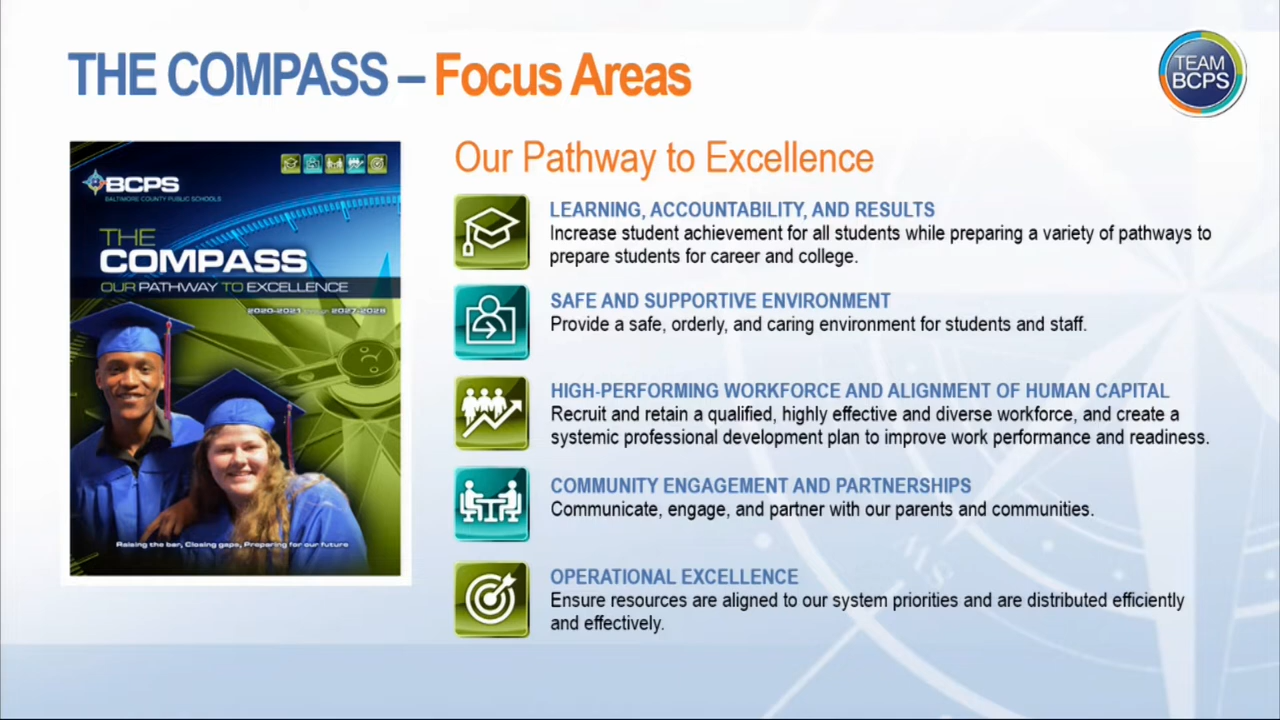 THE COMPASS – Focus Areas
TEAM
BCPS
BCPS
BALTIMORE COUNTY PUBLIC SCHOOLS
THE
COMPASS
OUR PATHWAY TO EXCELLENCE
2020-2021 through 2027-2028
Raising the bar, Closing gaps, Preparing for our future
Our Pathway to Excellence
LEARNING, ACCOUNTABILITY, AND RESULTS
Increase student achievement for all students while preparing a variety of pathways to
prepare students for career and college.
SAFE AND SUPPORTIVE ENVIRONMENT
Provide a safe, orderly, and caring environment for students and staff.
HIGH-PERFORMING WORKFORCE AND ALIGNMENT OF HUMAN CAPITAL
Recruit and retain a qualified, highly effective and diverse workforce, and create a
systemic professional development plan to improve work performance and readiness.
COMMUNITY ENGAGEMENT AND PARTNERSHIPS
Communicate, engage, and partner with our parents and communities.
OPERATIONAL EXCELLENCE
Ensure resources are aligned to our system priorities and are distributed efficiently
and effectively.